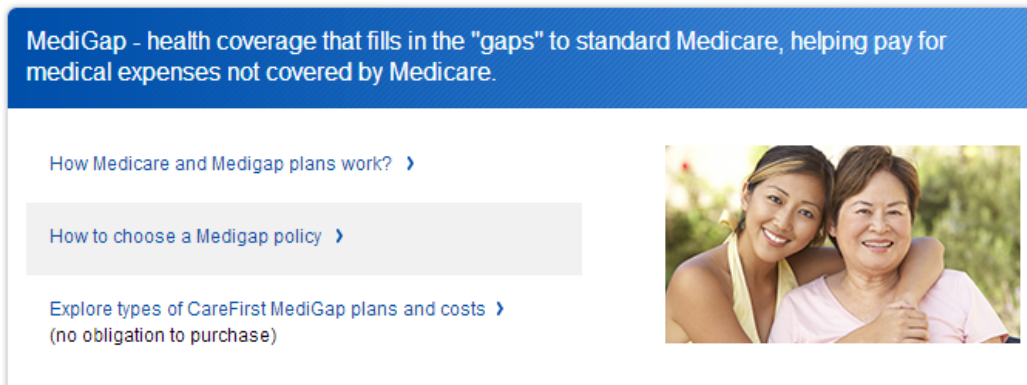 MediGap - health coverage that fills in the "gaps" to standard Medicare, helping pay for
medical expenses not covered by Medicare.
How Medicare and Medigap plans work? ›
How to choose a Medigap policy ›
Explore types of CareFirst MediGap plans and costs ›
(no obligation to purchase)